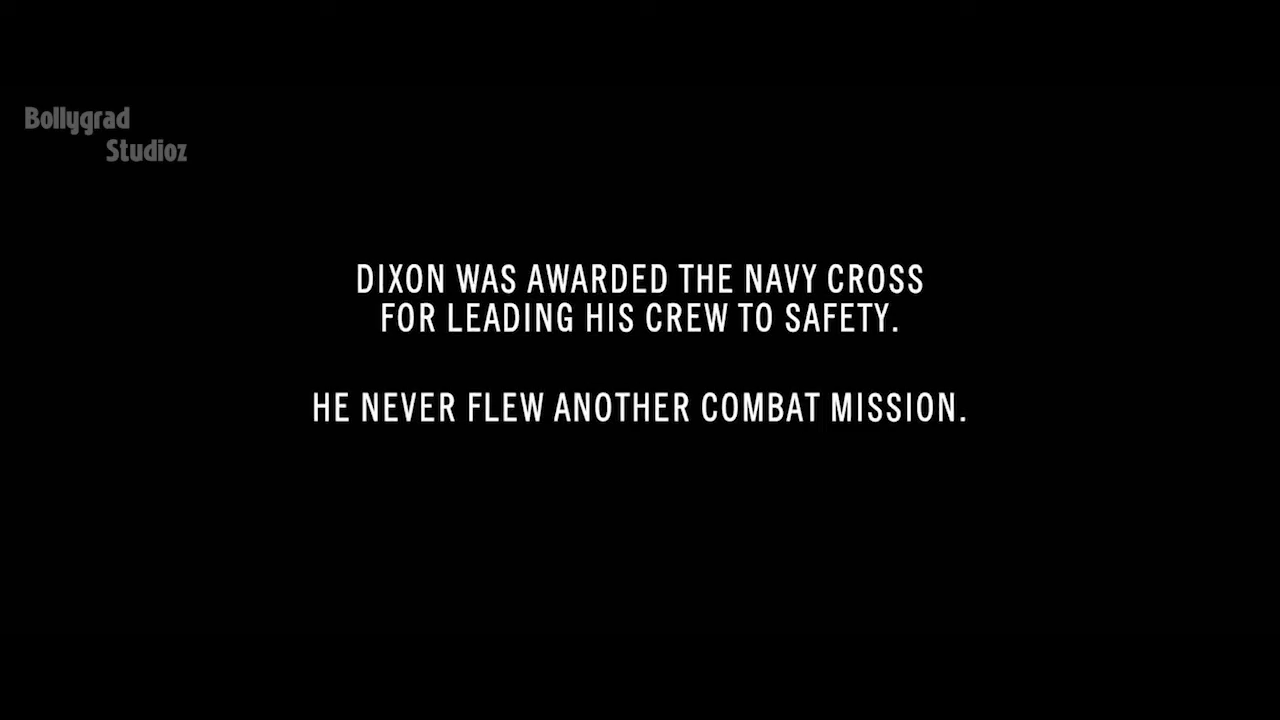 Bollygrad
Studioz
DIXON WAS AWARDED THE NAVY CROSS
FOR LEADING HIS CREW TO SAFETY.
HE NEVER FLEW ANOTHER COMBAT MISSION.